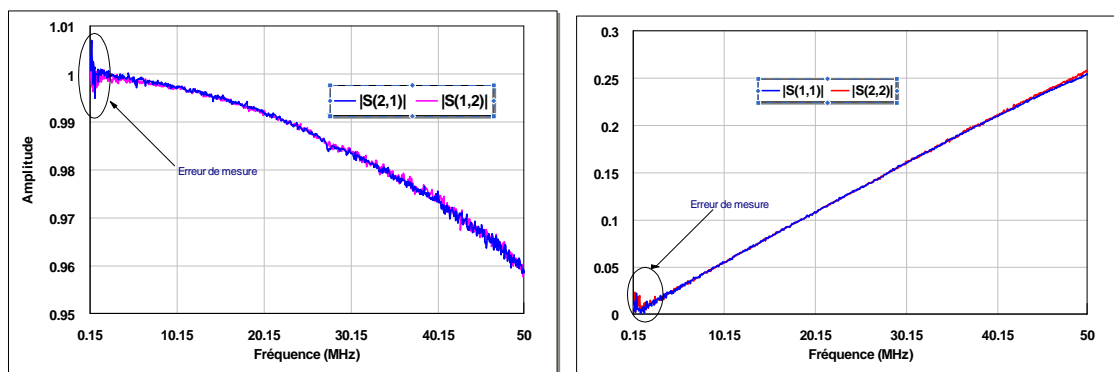 1.01
1
0.99
0.98
0.97
0.96
0.95
Amplitude
|S(2,1)| |S(1,2)|
Erreur de mesure
0.15 10.15 20.15 30.15 40.15 50
Fréquence (MHz)
0.3
0.25
0.2
0.15
0.1
0.05
0
|S(1,1)| |S(2,2)|
Erreur de mesure
0.15 10.15 20.15 30.15 40.15 50
Fréquence (MHz)